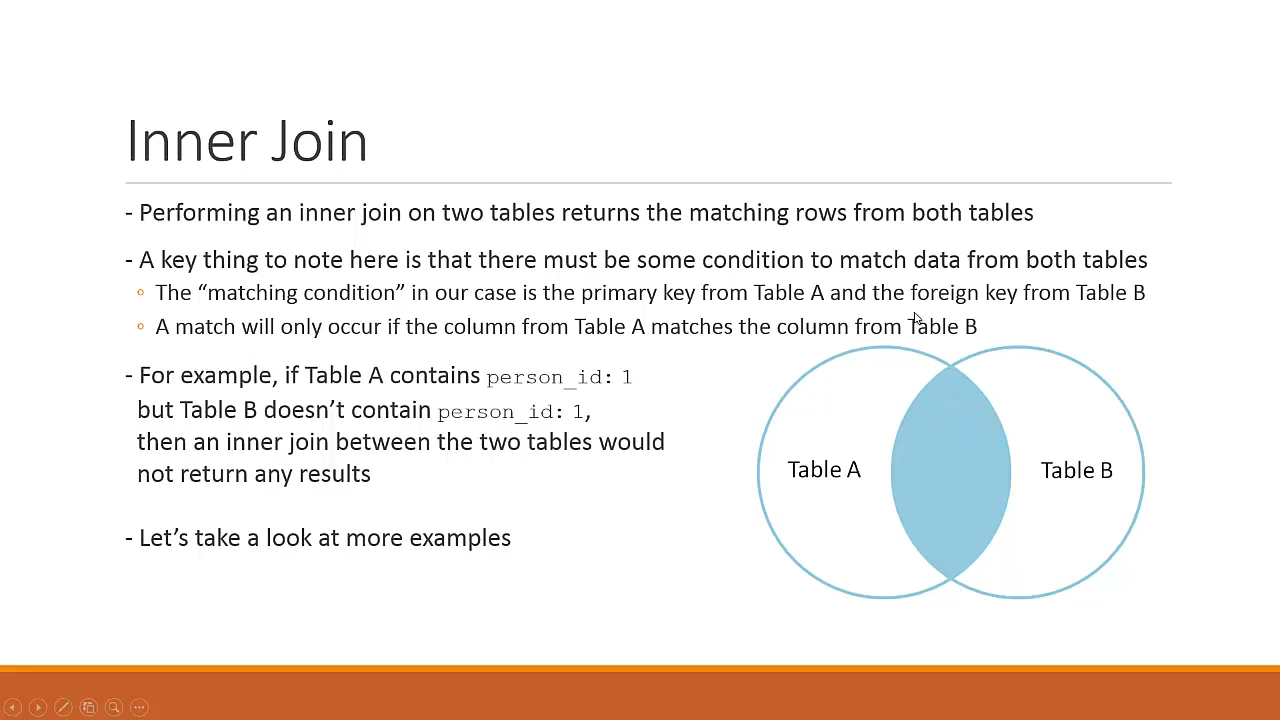 Inner Join
- Performing an inner join on two tables returns the matching rows from both tables
- A key thing to note here is that there must be some condition to match data from both tables
◦ The “matching condition” in our case is the primary key from Table A and the foreign key from Table B
◦ A match will only occur if the column from Table A matches the column from Table B
- For example, if Table A contains person_id: 1
but Table B doesn’t contain person_id: 1,
then an inner join between the two tables would
not return any results
- Let’s take a look at more examples
Table A
Table B